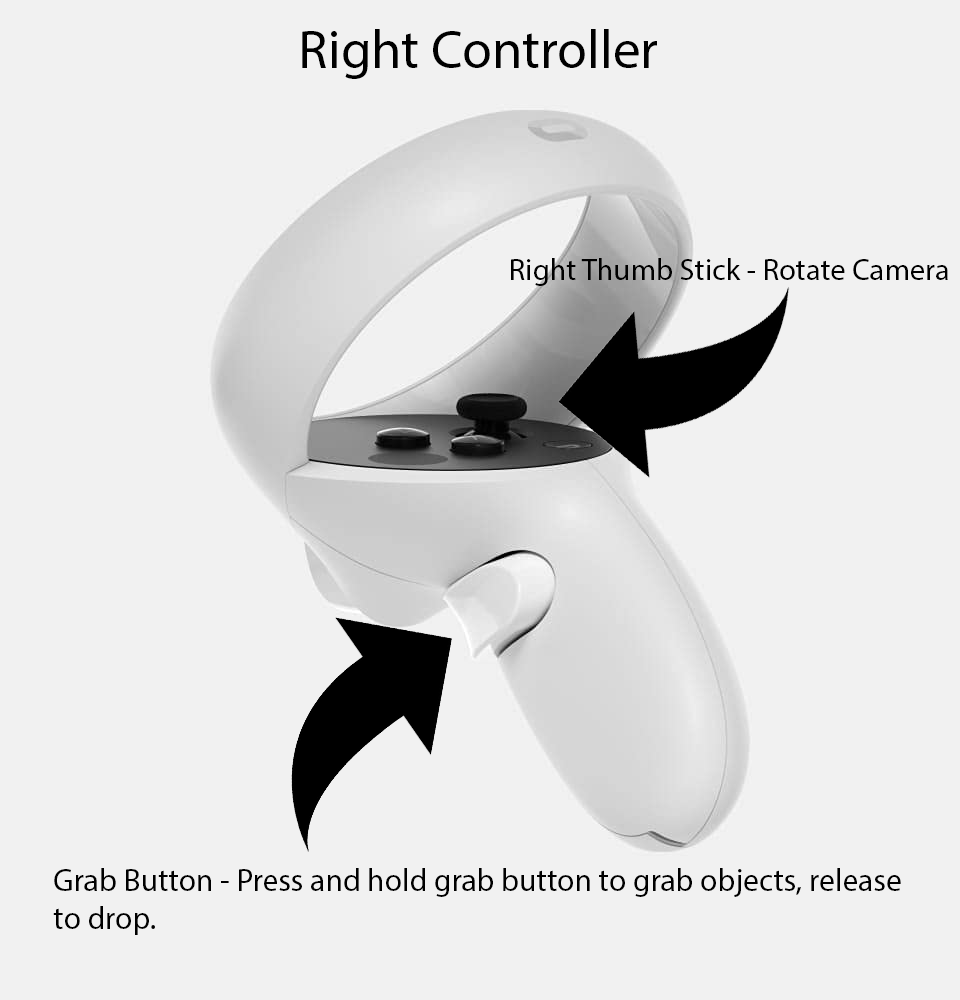 Right Controller
Right Thumb Stick - Rotate Camera
Grab Button - Press and hold grab button to grab objects, release
to drop.